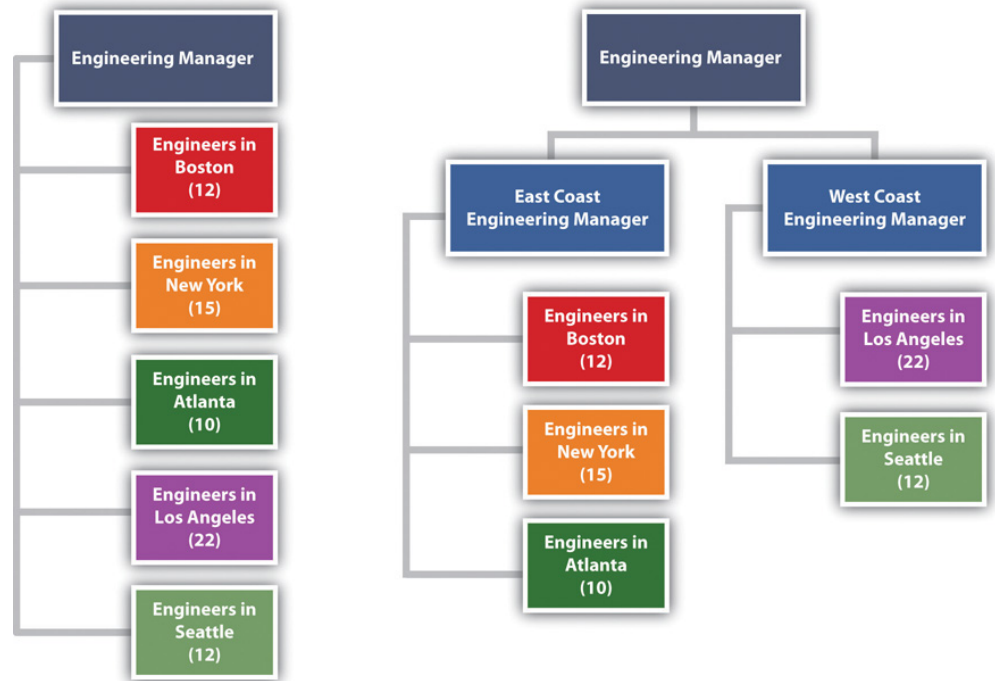 Engineering Manager
Engineers in
Boston
(12)
Engineers in
New York
(15)
Engineers in
Atlanta
(10)
Engineers in
Los Angeles
(22)
Engineers in
Seattle
(12)
Engineering Manager
East Coast
Engineering Manager
Engineers in
Boston
(12)
Engineers in
New York
(15)
Engineers in
Atlanta
(10)
West Coast
Engineering Manager
Engineers in
Los Angeles
(22)
Engineers in
Seattle
(12)